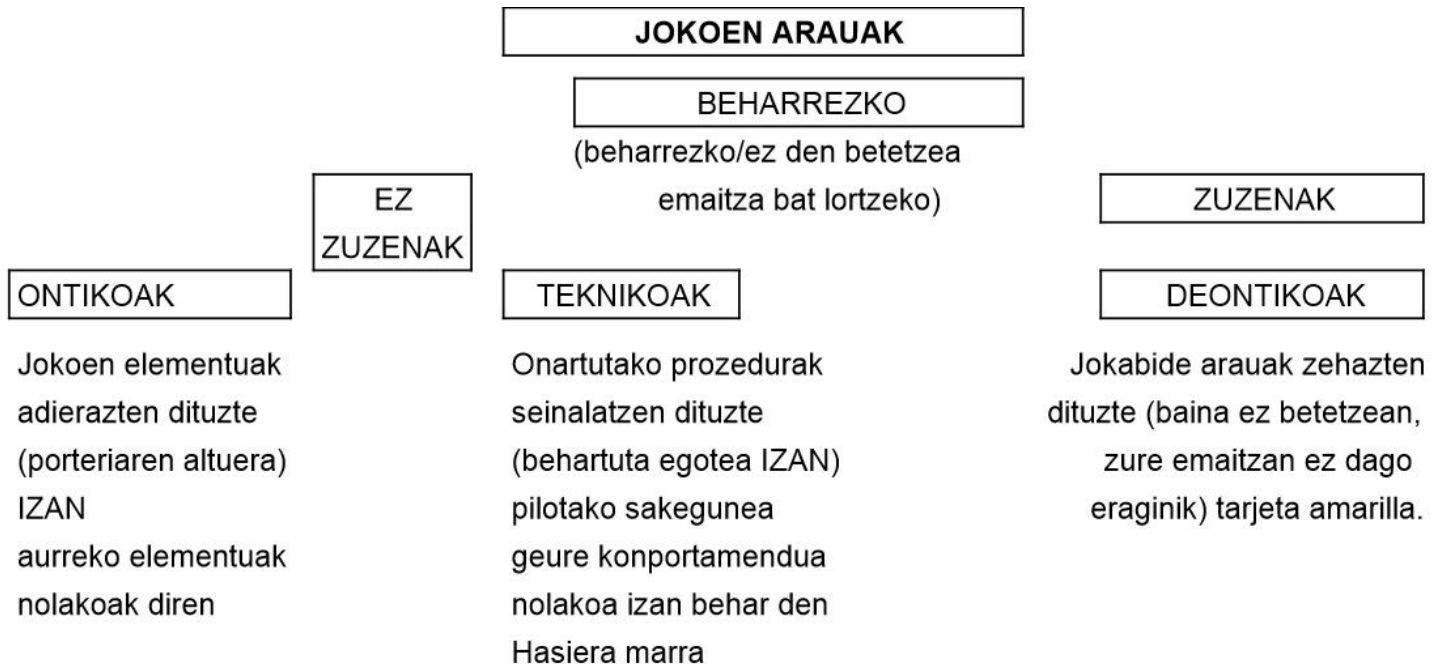 JOKOEN ARAUAK
BEHARREZKO
(beharrezko/ez den betetzea
emaitza bat lortzeko)
EZ
ZUZENAK
ZUZENAK
ONTIKOAK
Jokoen elementuak
adierazten dituzte
(porteriaren altuera)
IZAN
aurreko elementuak
nolakoak diren
TEKNIKOAK
Onartutako prozedurak
seinalatzen dituzte
(behartuta egotea IZAN)
pilotako sakegunea
geure konportamendua
nolakoa izan behar den
Hasiera marra
DEONTIKOAK
Jokabide arauak zehazten
dituzte (baina ez betetzean,
zure emaitzan ez dago
eraginik) tarjeta amarilla.